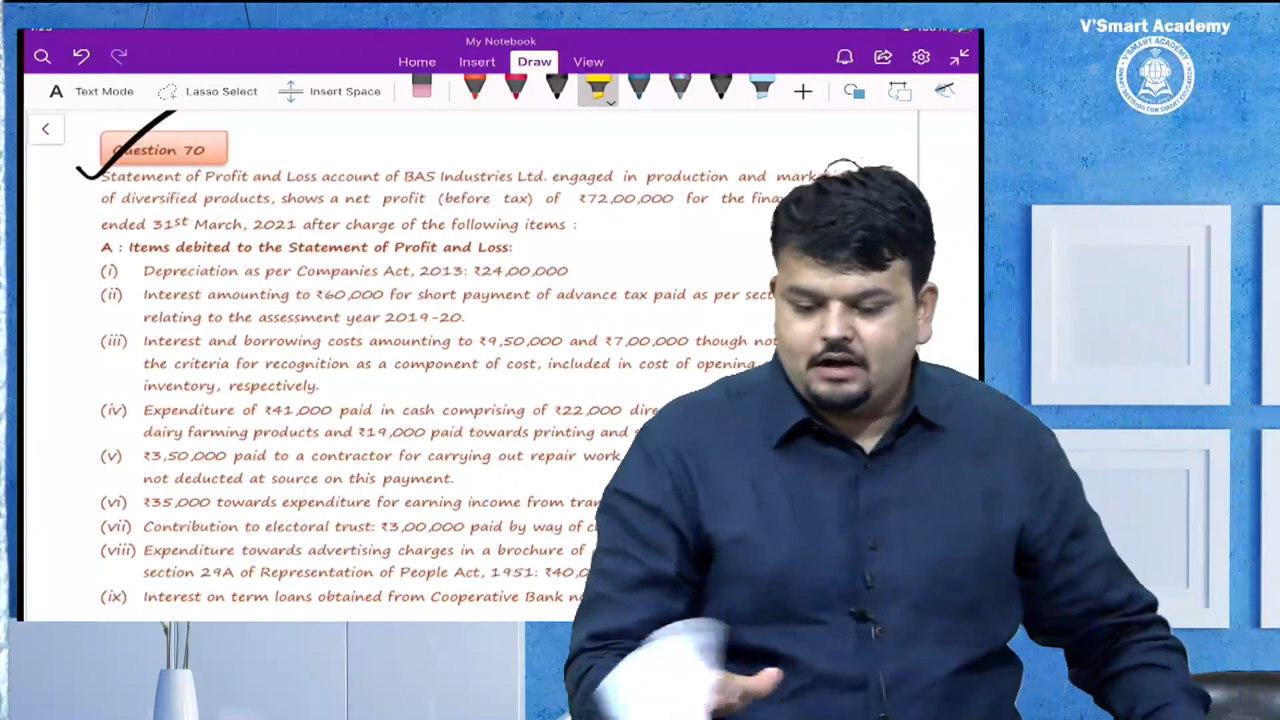 V'Smart Academy
My Notebook
Home Insert Draw View
Text Mode Lasso Select Insert Space
Question 70
Statement of Profit and Loss account of BAS Industries Ltd. engaged in production and
of diversified products, shows a net profit (before tax) of ₹72,00,000 for the
ended 31st March, 2021 after charge of the following items :
A : Items debited to the Statement of Profit and Loss:
(i) Depreciation as per Companies Act, 2013: ₹24,00,000
(ii) Interest amounting to ₹60,000 for short payment of advance tax paid as per
relating to the assessment year 2019-20.
(iii) Interest and borrowing costs amounting to ₹9,50,000 and ₹7,00,000 though not
the criteria for recognition as a component of cost, included in cost of opening
inventory, respectively.
(iv) Expenditure of ₹41,000 paid in cash comprising of ₹22,000
dairy farming products and ₹19,000 paid towards printing and
(v) ₹3,50,000 paid to a contractor for carrying out repair work
not deducted at source on this payment.
(vi) ₹35,000 towards expenditure for earning income from
(vii) Contribution to electoral trust: ₹3,00,000 paid by way of
(viii) Expenditure towards advertising charges in a brochure of
section 29A of Representation of People Act, 1951:
(ix) Interest on term loans obtained from Cooperative Bank